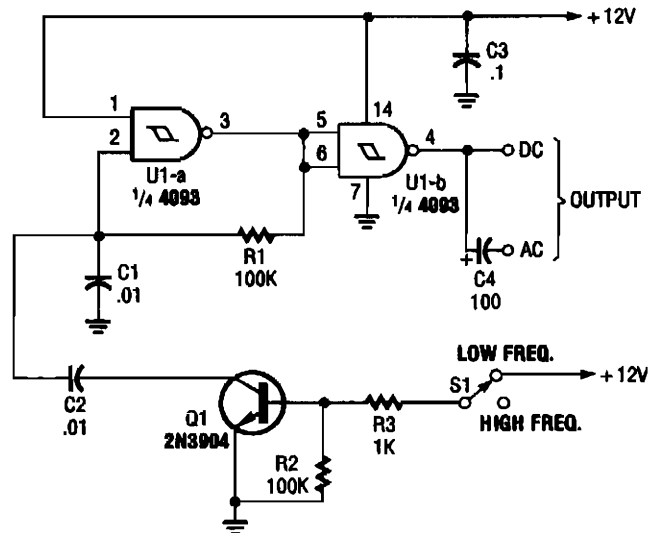 +12V
C3
.1
1
2
3
U1-a
1/4 4093
5
6
14
7
4
U1-b
1/4 4093
DC
OUTPUT
AC
+
C4
100
R1
100K
C1
.01
C2
.01
Q1
2N3904
R2
100K
R3
1K
S1
LOW FREQ.
HIGH FREQ.
+12V